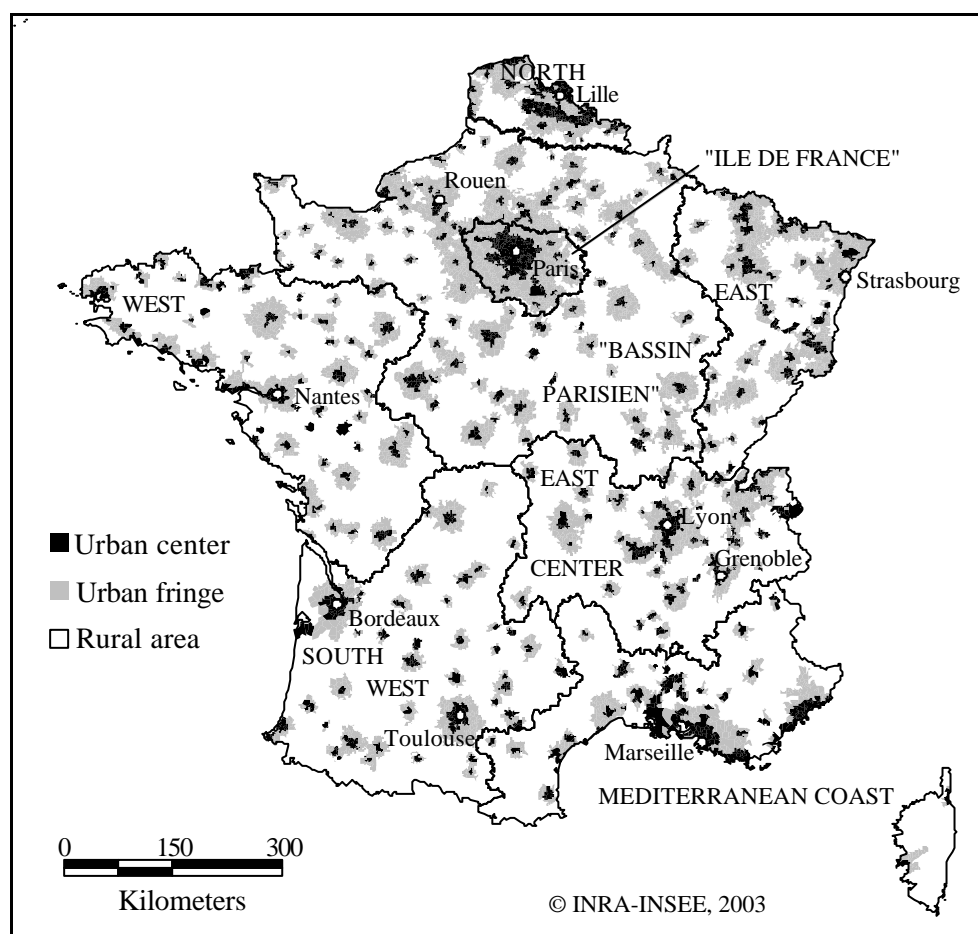 NORTH
Lille
"ILE DE FRANCE"
Rouen
Paris
EAST
Strasbourg
WEST
"BASSIN
PARISIEN"
Nantes
EAST
Lyon
Urban center
Grenoble
CENTER
Urban fringe
Bordeaux
Rural area
SOUTH
WEST
Toulouse
Marseille
MEDITERRANEAN COAST
0 150 300
Kilometers
© INRA-INSEE, 2003